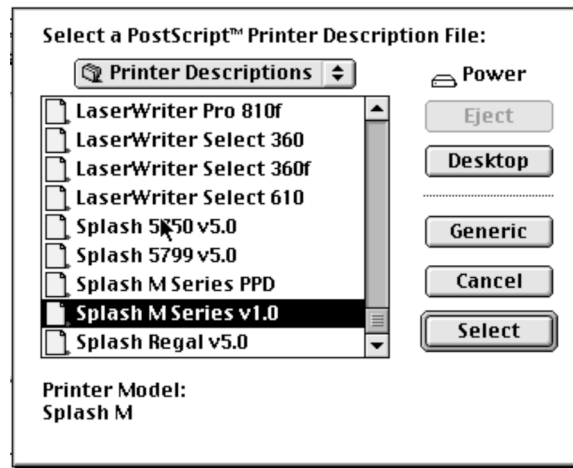 Select a PostScript™ Printer Description File:
Printer Descriptions
Power
LaserWriter Pro 810f
LaserWriter Select 360
LaserWriter Select 360f
LaserWriter Select 610
Splash v5.0
Splash 5799 v5.0
Splash M Series PPD
Splash M Series v1.0
Splash Regal v5.0
Eject
Desktop
Generic
Cancel
Select
Printer Model:
Splash M